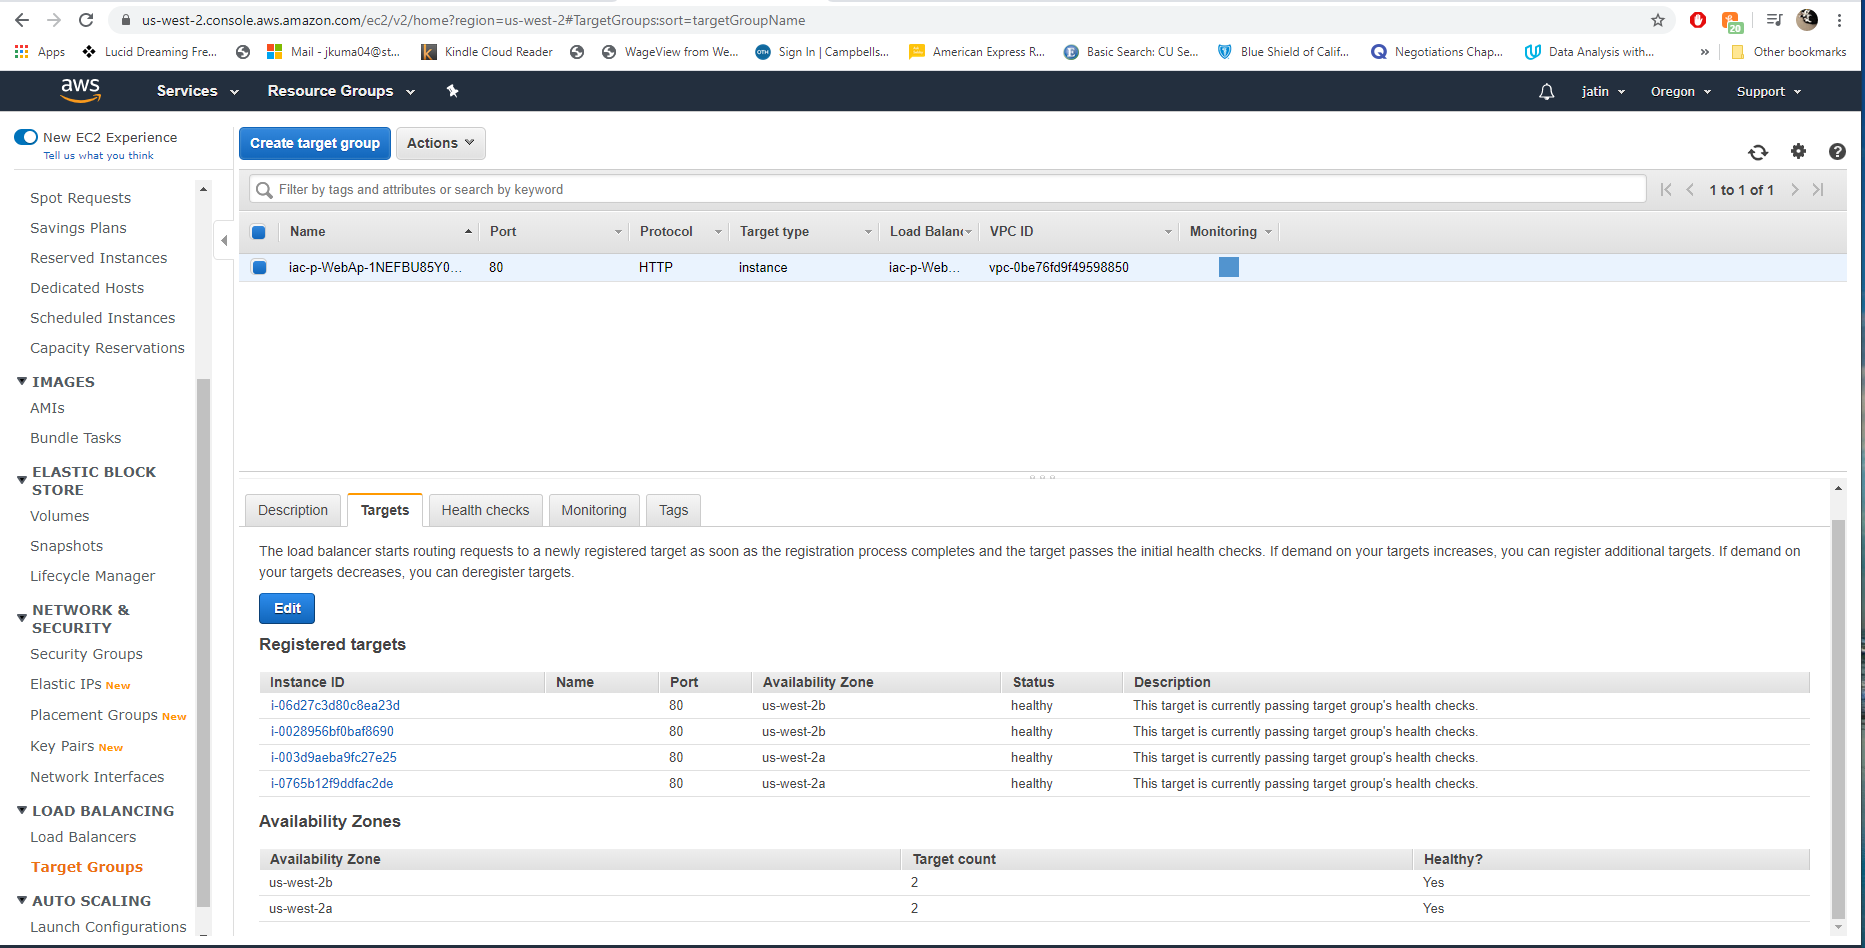 us-west-2.console.aws.amazon.com/ec2/v2/home?region=us-west-2#TargetGroups:sort=targetGroupName
20
Apps Lucid Dreaming Fre... Mail - jkuma04@st... Kindle Cloud Reader WageView from We... Sign In | Campbells... American Express R... Basic Search: CU Se... Blue Shield of Calif... Negotiations Chap... Data Analysis with... » Other bookmarks
aws Services Resource Groups jatin Oregon Support
New EC2 Experience
Tell us what you think
Spot Requests
Savings Plans
Reserved Instances
Dedicated Hosts
Scheduled Instances
Capacity Reservations
IMAGES
AMIs
Bundle Tasks
ELASTIC BLOCK
STORE
Volumes
Snapshots
Lifecycle Manager
NETWORK &
SECURITY
Security Groups
Elastic IPs New
Placement Groups New
Key Pairs New
Network Interfaces
LOAD BALANCING
Load Balancers
Target Groups
AUTO SCALING
Launch Configurations
Create target group Actions
Filter by tags and attributes or search by keyword 1 to 1 of 1
Name Port Protocol Target type Load Balanc VPC ID Monitoring
iac-p-WebAp-1NEFBU85Y0... 80 HTTP instance iac-p-Web... vpc-0be76fd9f49598850
Description Targets Health checks Monitoring Tags
The load balancer starts routing requests to a newly registered target as soon as the registration process completes and the target passes the initial health checks. If demand on your targets increases, you can register additional targets. If demand on
your targets decreases, you can deregister targets.
Edit
Registered targets
Instance ID Name Port Availability Zone Status Description
i-06d27c3d80c8ea23d 80 us-west-2b healthy This target is currently passing target group's health checks.
i-0028956bf0baf8690 80 us-west-2b healthy This target is currently passing target group's health checks.
i-003d9aeba9fc27e25 80 us-west-2a healthy This target is currently passing target group's health checks.
i-0765b12f9ddfac2de 80 us-west-2a healthy This target is currently passing target group's health checks.
Availability Zones
Availability Zone Target count Healthy?
us-west-2b 2 Yes
us-west-2a 2 Yes